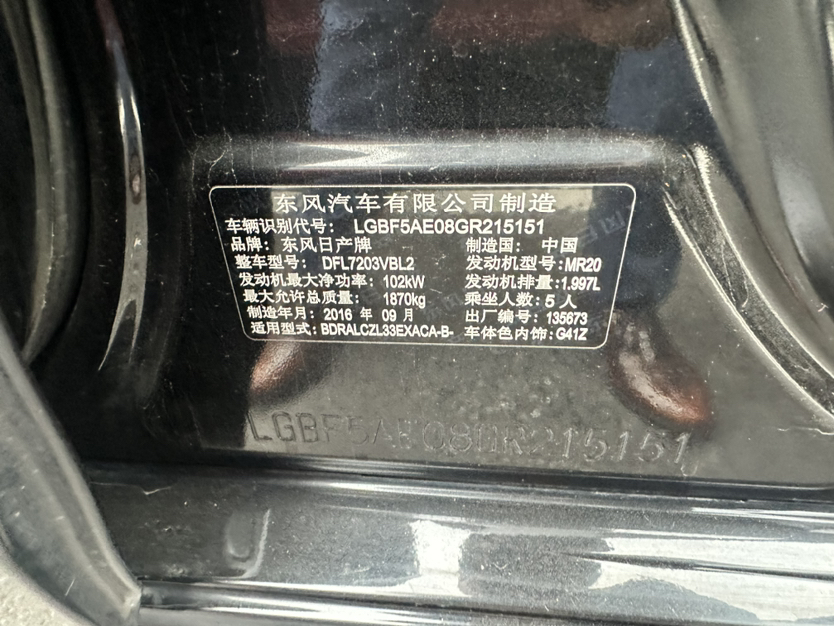 东风汽车有限公司制造
车辆识别代号: LGBF5AE08GR215151
品牌: 东风日产牌 制造国: 中国
整车型号: DFL7203VBL2 发动机型号:MR20
发动机最大净功率: 102kW 发动机排量:1.997L
最大允许总质量: 1870kg 乘坐人数:5人
制造年月:2016 年 09 月 出厂编号: 135673
适用型式:BDRALCZL33EXACA-B- 车体色内饰:G41Z
LGBF5AE08GR215151